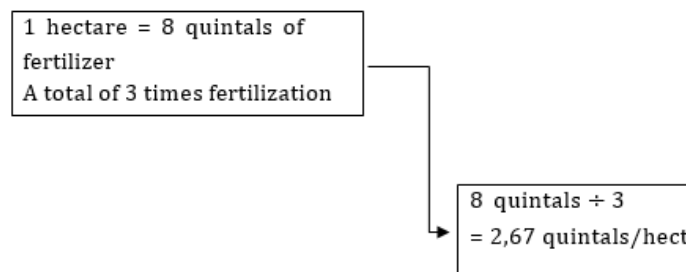 1 hectare = 8 quintals of
fertilizer
A total of 3 times fertilization
8 quintals ÷ 3
= 2,67 quintals/hect